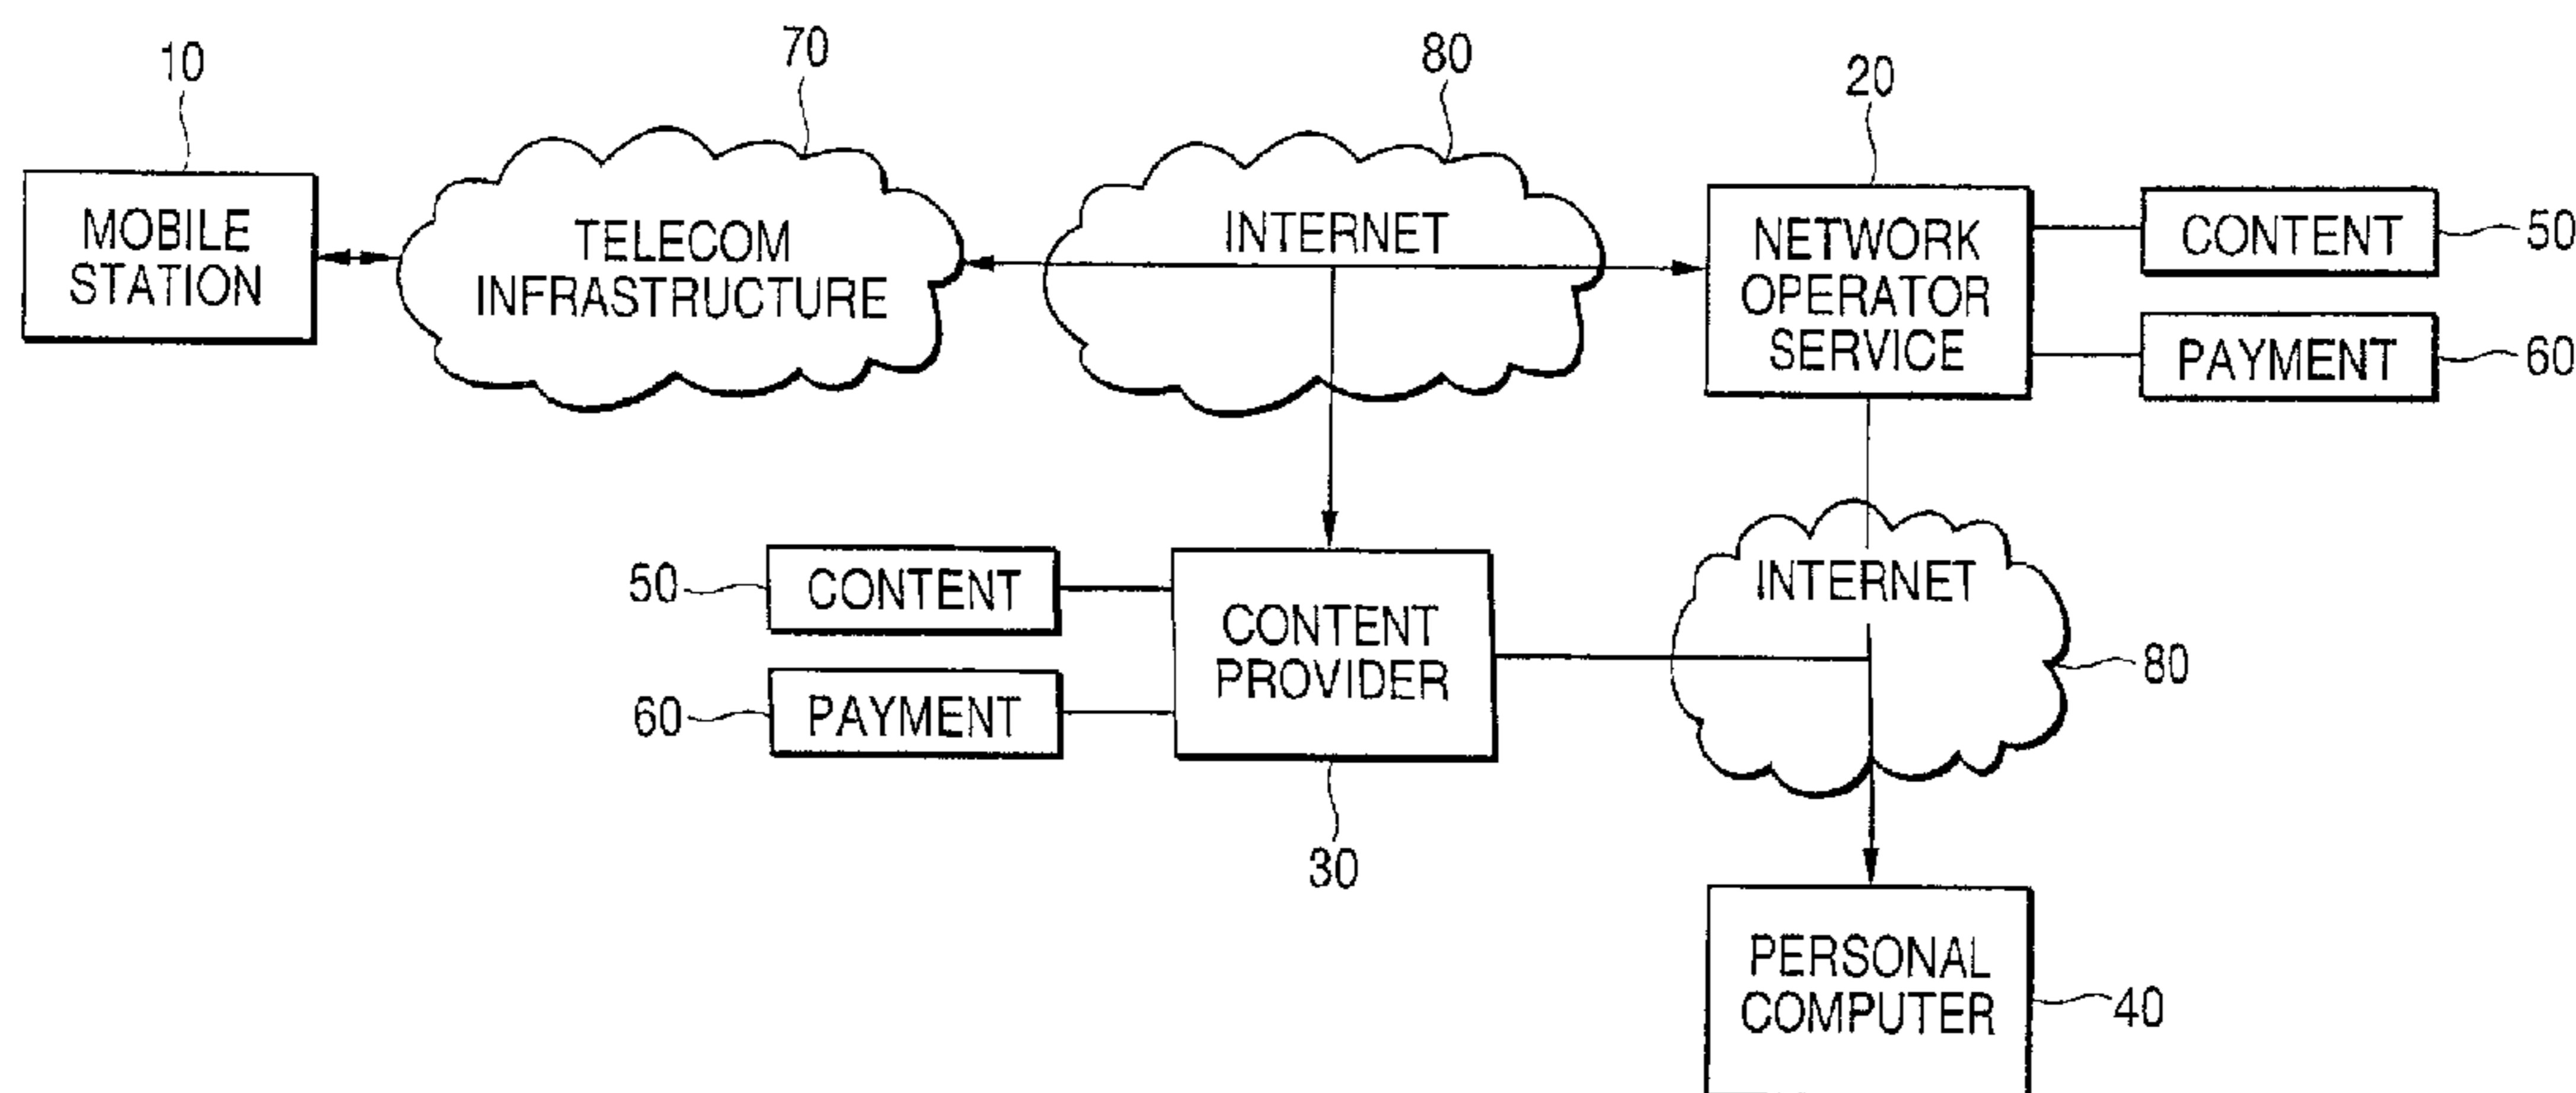 10
70
80
20
MOBILE
STATION
TELECOM
INFRASTRUCTURE
INTERNET
NETWORK
OPERATOR
SERVICE
CONTENT
50
PAYMENT
60
50
CONTENT
60
PAYMENT
CONTENT
PROVIDER
30
INTERNET
80
PERSONAL
COMPUTER
40